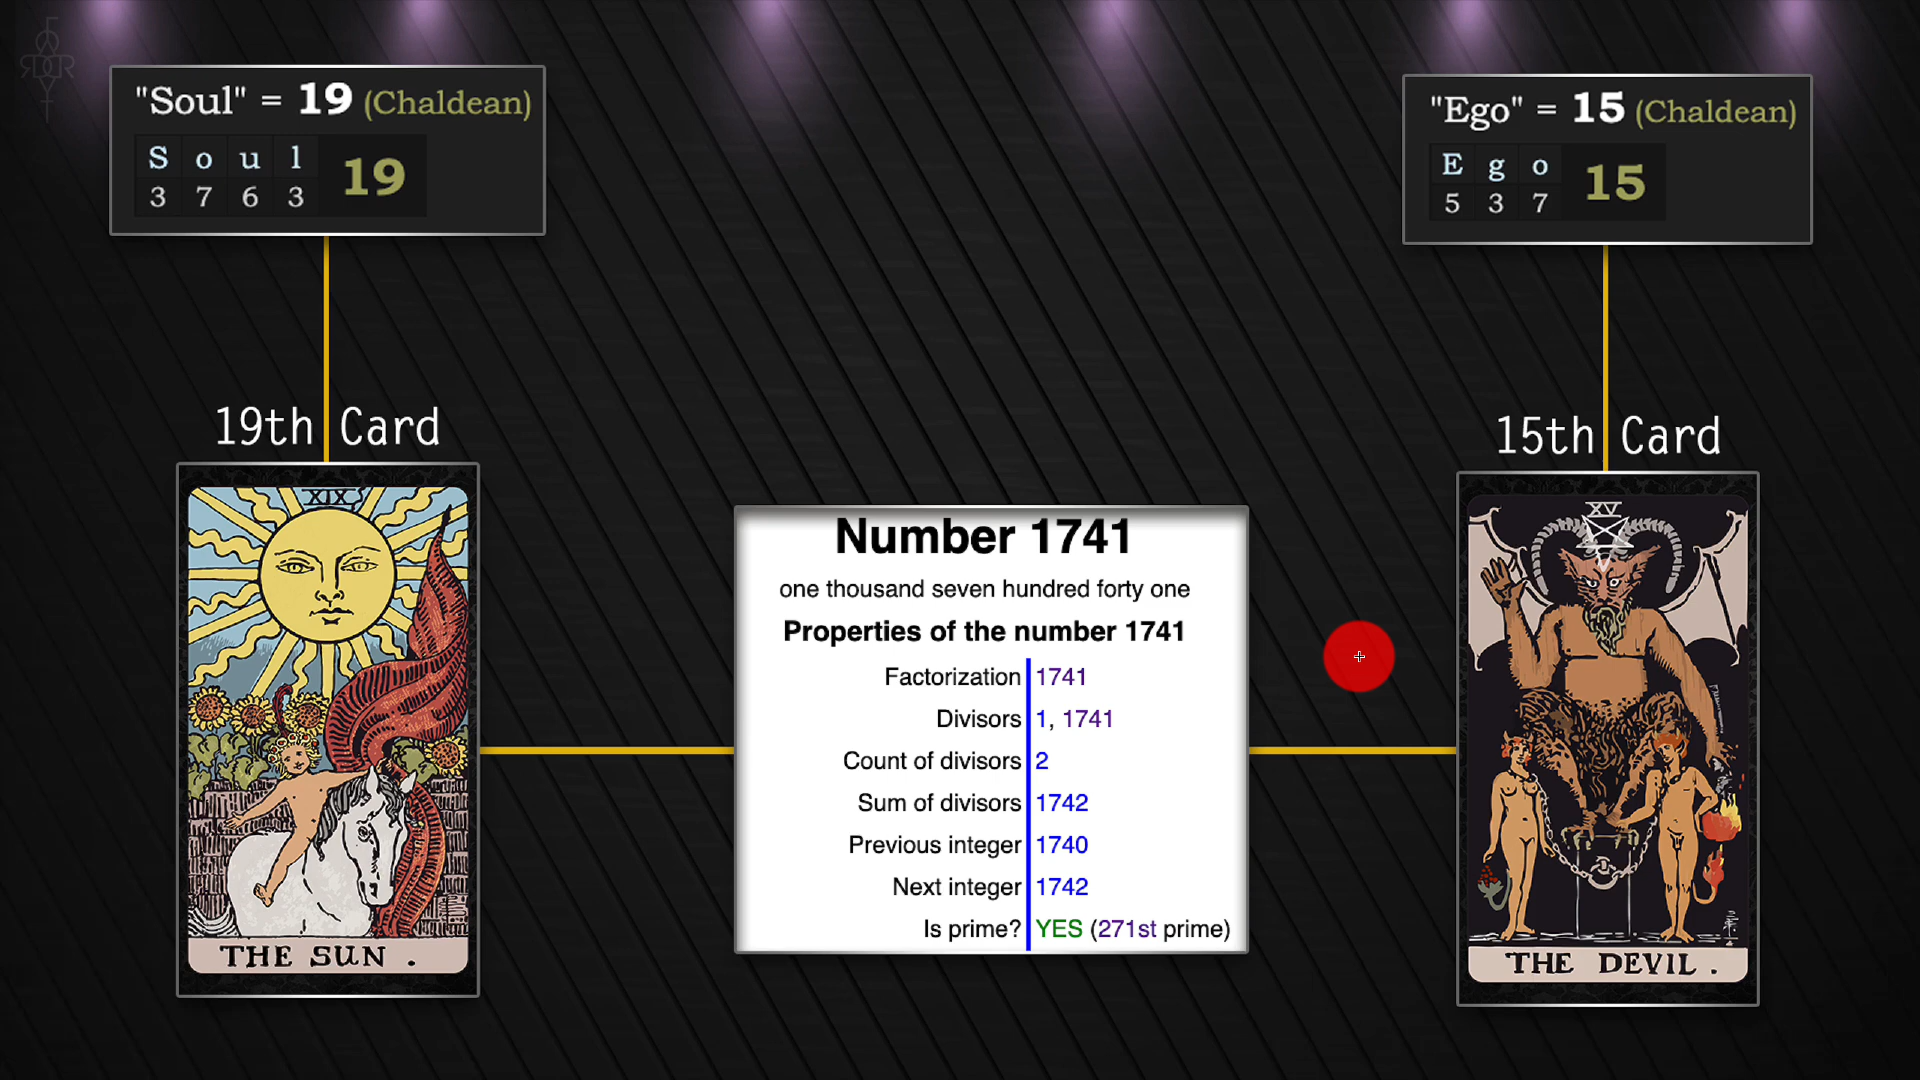 "Soul" = 19 (Chaldean)
S o u l 19
3 7 6 3
"Ego" = 15 (Chaldean)
E g o 15
5 3 7
19th Card
15th Card
XIX
THE SUN .
Number 1741
one thousand seven hundred forty one
Properties of the number 1741
Factorization 1741
Divisors 1, 1741
Count of divisors 2
Sum of divisors 1742
Previous integer 1740
Next integer 1742
Is prime? YES (271st prime)
XV
THE DEVIL .